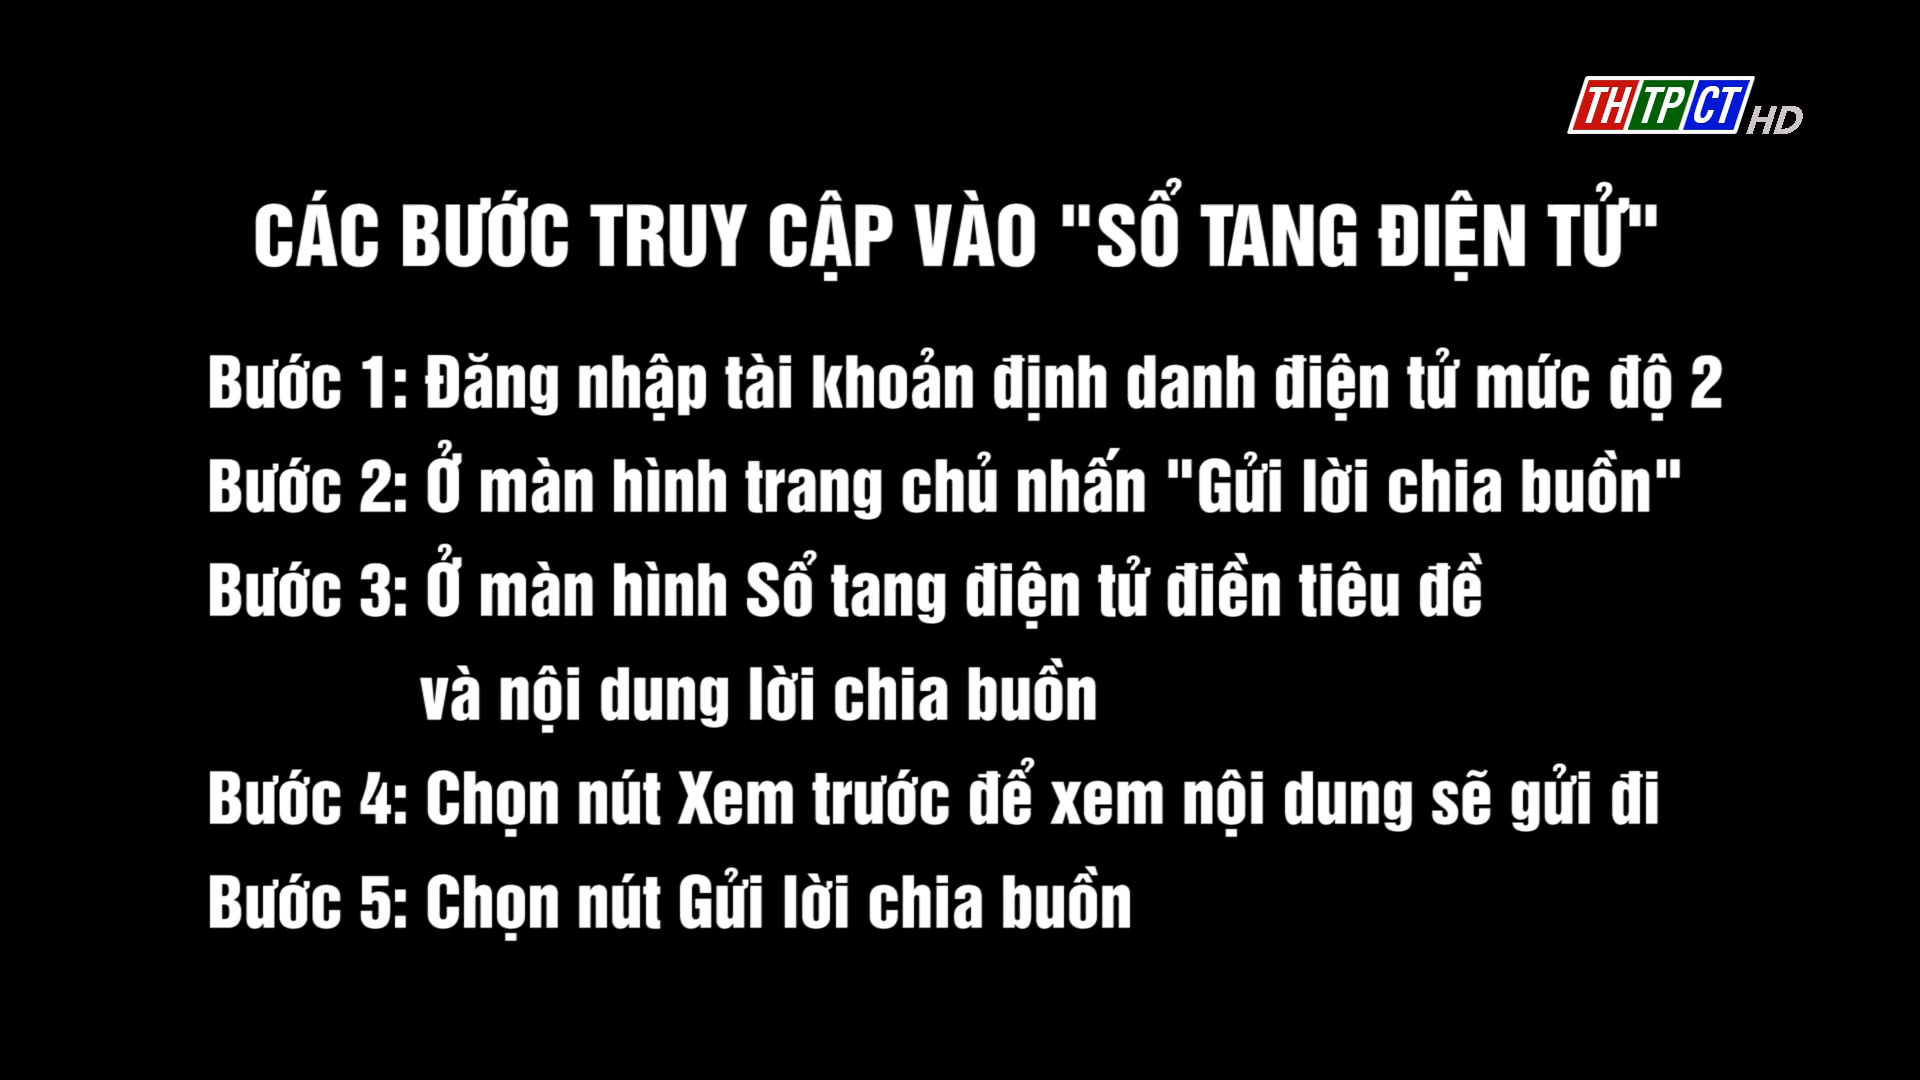 THTPCT HD
CÁC BƯỚC TRUY CẬP VÀO "SỔ TANG ĐIỆN TỬ"
Bước 1: Đăng nhập tài khoản định danh điện tử mức độ 2
Bước 2: Ở màn hình trang chủ nhấn "Gửi lời chia buồn"
Bước 3: Ở màn hình Sổ tang điện tử điền tiêu đề
và nội dung lời chia buồn
Bước 4: Chọn nút Xem trước để xem nội dung sẽ gửi đi
Bước 5: Chọn nút Gửi lời chia buồn